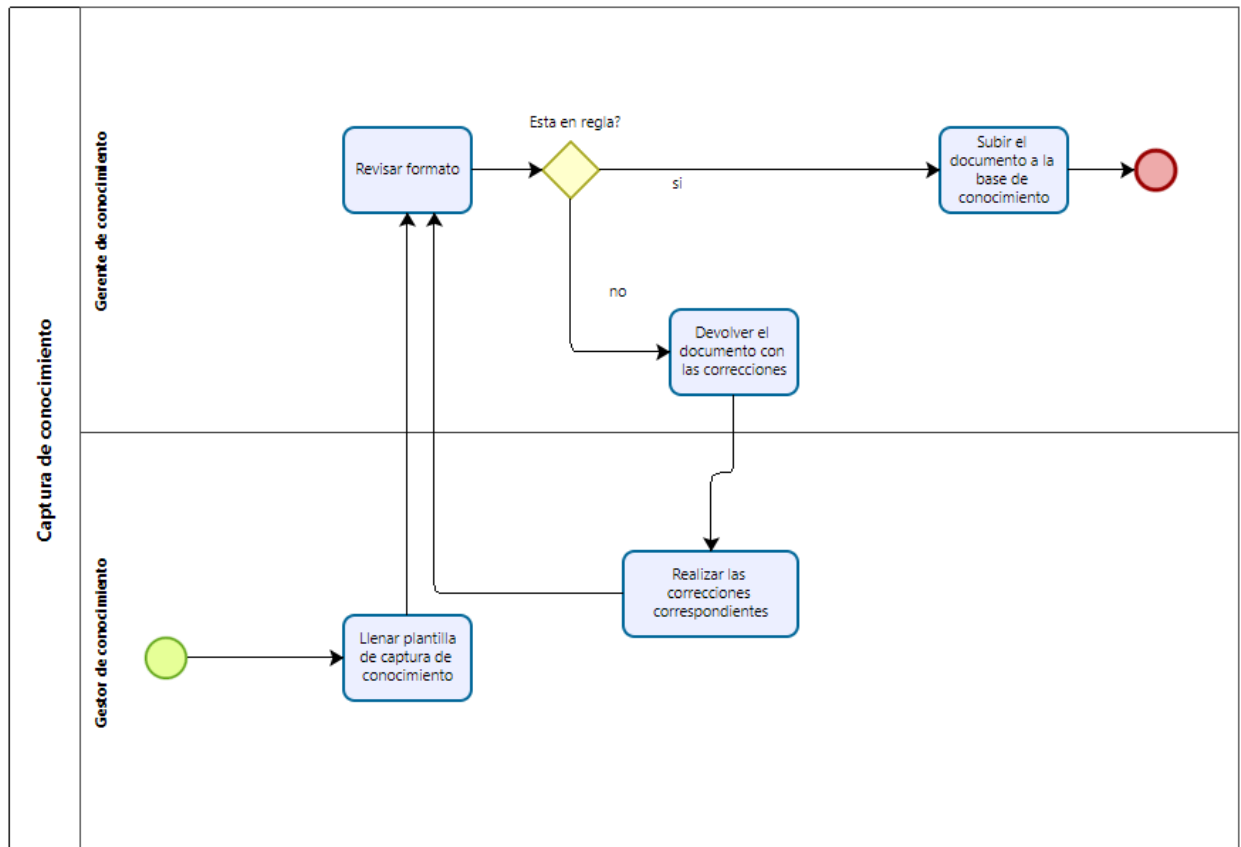 Captura de conocimiento
Gerente de conocimiento
Esta en regla?
Revisar formato
si
Subir el
documento a la
base de
conocimiento
no
Devolver el
documento con
las correcciones
Gestor de conocimiento
Realizar las
correcciones
correspondientes
Llenar plantilla
de captura de
conocimiento